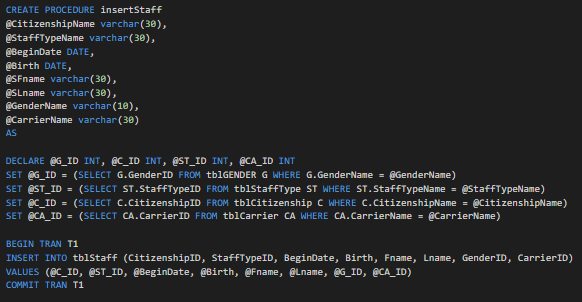 CREATE PROCEDURE insertStaff
@CitizenshipName varchar(30),
@StaffTypeName varchar(30),
@BeginDate DATE,
@Birth DATE,
@SFname varchar(30),
@SLname varchar(30),
@GenderName varchar(10),
@CarrierName varchar(30)
AS
DECLARE @G_ID INT, @C_ID INT, @ST_ID INT, @CA_ID INT
SET @G_ID = (SELECT G.GenderID FROM tblGENDER G WHERE G.GenderName = @GenderName)
SET @ST_ID = (SELECT ST.StaffTypeID FROM tblStaffType ST WHERE ST.StaffTypeName = @StaffTypeName)
SET @C_ID = (SELECT C.CitizenshipID FROM tblCitizenship C WHERE C.CitizenshipName = @CitizenshipName)
SET @CA_ID = (SELECT CA.CarrierID FROM tblCarrier CA WHERE CA.CarrierName = @CarrierName)
BEGIN TRAN T1
INSERT INTO tblStaff (CitizenshipID, StaffTypeID, BeginDate, Birth, Fname, Lname, GenderID, CarrierID)
VALUES (@C_ID, @ST_ID, @BeginDate, @Birth, @Fname, @Lname, @G_ID, @CA_ID)
COMMIT TRAN T1